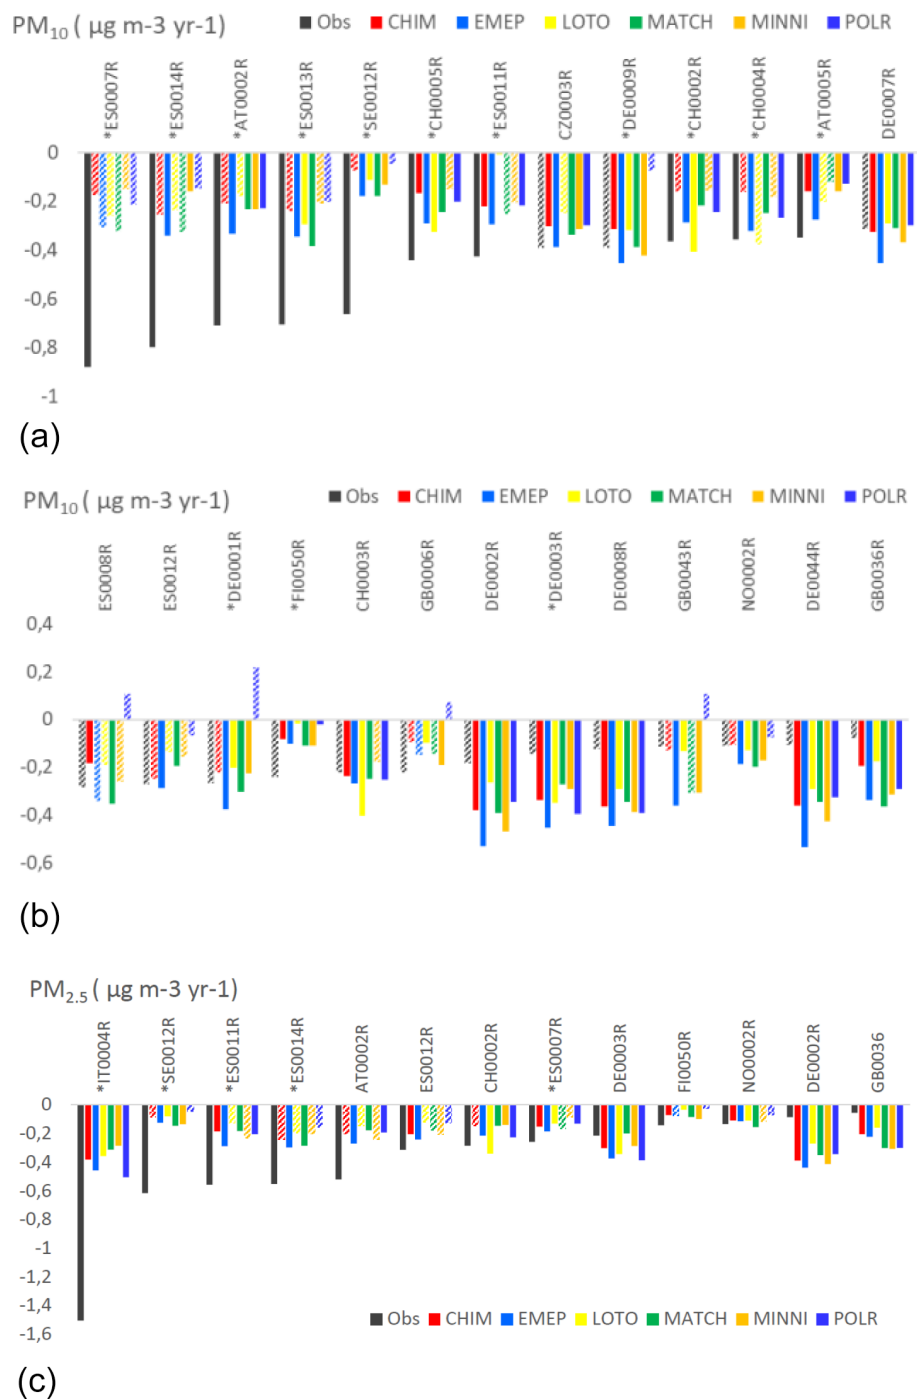 PM10 ( µg m-3 yr-1)
Obs CHIM EMEP LOTO MATCH MINNI POLR
*ES0007R *ES0014R *AT0002R *ES0013R *SE0012R *CH0005R *ES0011R CZ0003R *DE0009R *CH0002R *CH0004R *AT0005R DE0007R
0
-0,2
-0,4
-0,6
-0,8
-1
(a)
PM10 ( µg m-3 yr-1)
Obs CHIM EMEP LOTO MATCH MINNI POLR
ES0008R ES0012R *DE0001R *FI0050R CH0003R GB0006R DE0002R *DE0003R DE0008R GB0043R NO0002R DE0044R GB0036R
0,4
0,2
0
-0,2
-0,4
-0,6
(b)
PM2.5 ( µg m-3 yr-1)
*IT0004R *SE0012R *ES0011R *ES0014R AT0002R ES0012R CH0002R *ES0007R DE0003R FI0050R NO0002R DE0002R GB0036
0
-0,2
-0,4
-0,6
-0,8
-1
-1,2
-1,4
-1,6
Obs CHIM EMEP LOTO MATCH MINNI POLR
(c)